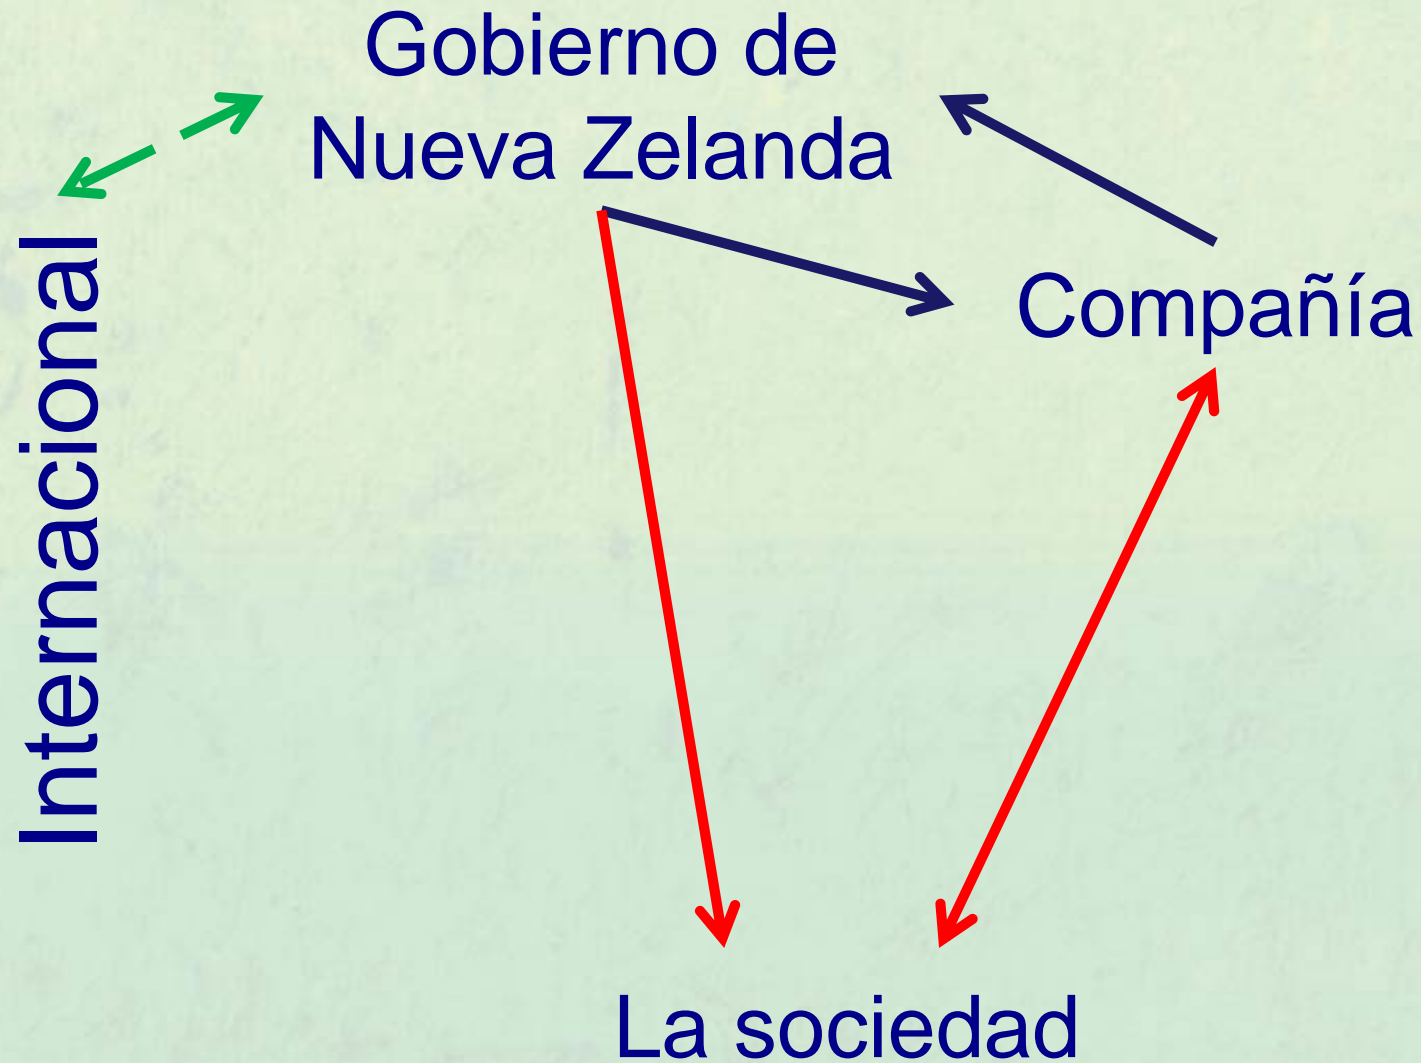 Gobierno de
Nueva Zelanda
Compañía
Internacional
La sociedad